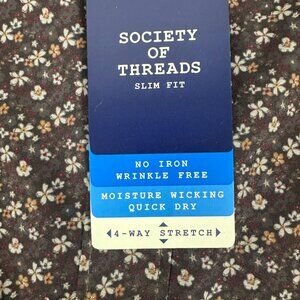 SOCIETY
OF
THREADS
SLIM FIT
NO IRON
WRINKLE FREE
MOISTURE WICKING
QUICK DRY
4-WAY STRETCH